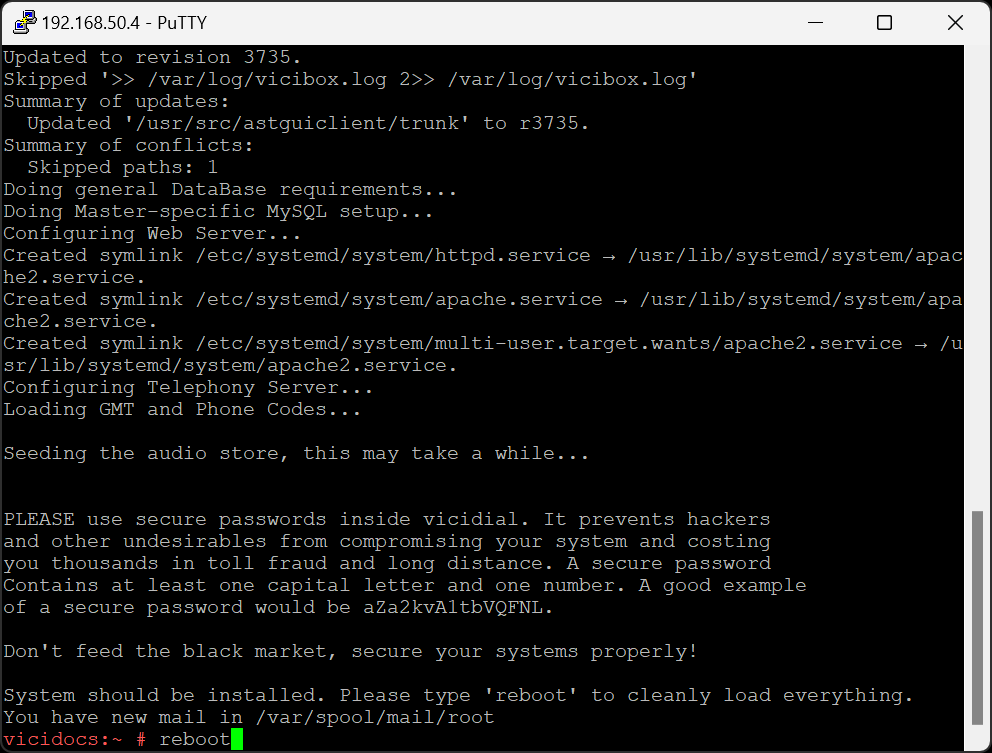 192.168.50.4 - PuTTY
Updated to revision 3735.
Skipped '>> /var/log/vicibox.log 2>> /var/log/vicibox.log'
Summary of updates:
  Updated '/usr/src/astguiclient/trunk' to r3735.
Summary of conflicts:
  Skipped paths: 1
Doing general DataBase requirements...
Doing Master-specific MySQL setup...
Configuring Web Server...
Created symlink /etc/systemd/system/httpd.service → /usr/lib/systemd/system/apac
he2.service.
Created symlink /etc/systemd/system/apache.service → /usr/lib/systemd/system/apa
che2.service.
Created symlink /etc/systemd/system/multi-user.target.wants/apache2.service → /u
sr/lib/systemd/system/apache2.service.
Configuring Telephony Server...
Loading GMT and Phone Codes...
Seeding the audio store, this may take a while...
PLEASE use secure passwords inside vicidial. It prevents hackers
and other undesirables from compromising your system and costing
you thousands in toll fraud and long distance. A secure password
Contains at least one capital letter and one number. A good example
of a secure password would be aZa2kvA1tbVQFNL.
Don't feed the black market, secure your systems properly!
System should be installed. Please type 'reboot' to cleanly load everything.
You have new mail in /var/spool/mail/root
vicidocs:~ # reboot